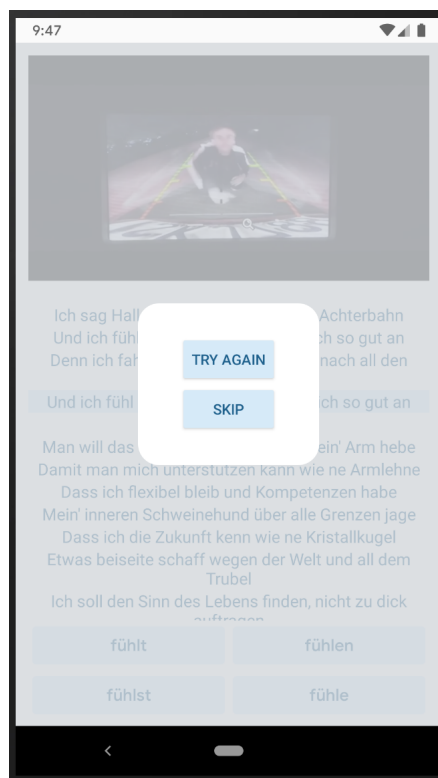 9:47
Ich sag Hall Achterbahn
Und ich fühl ch so gut an
Denn ich fah nach all den
Und ich fühl ich so gut an
Man will das ein' Arm hebe
Damit man mich unterstützen kann wie ne Armlehne
Dass ich flexibel bleib und Kompetenzen habe
Mein' inneren Schweinehund über alle Grenzen jage
Dass ich die Zukunft kenn wie ne Kristallkugel
Etwas beiseite schaff wegen der Welt und all dem
Trubel
Ich soll den Sinn des Lebens finden, nicht zu dick
auftragen
TRY AGAIN
SKIP
fühlt fühlen
fühlst fühle